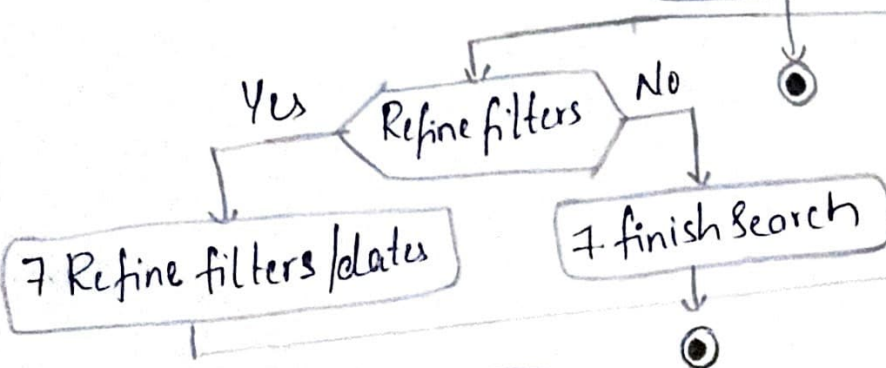 Yes
Refine filters
No
7 Refine filters/dates
7. finish search